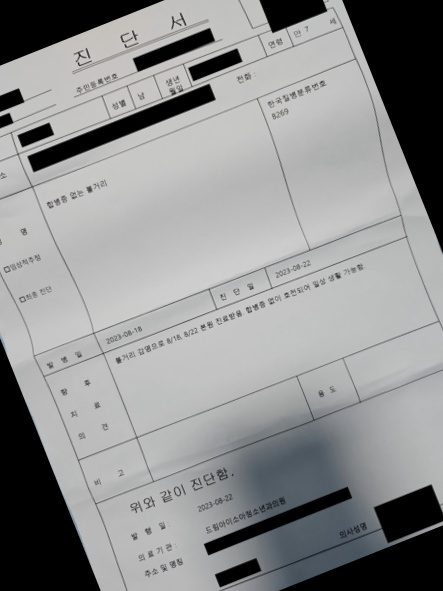 진 단 서
주민등록번호
연령 만 7 세
성별 남 생년월일 전화 :
소
한국질병분류번호
B269
명
합병증 없는 볼거리
□임상적추정
□최종 진단
발 병 일 2023-08-18 진 단 일 2023-08-22
향 후 치 료 의 견
볼거리 감염으로 8/18, 8/22 본원 진료받음. 합병증 없이 호전되어 일상 생활 가능함.
비 고 용 도
위와 같이 진단함.
발 행 일 : 2023-08-22
의 료 기 관 : 드림아이소아청소년과의원
주소 및 명칭
의사성명